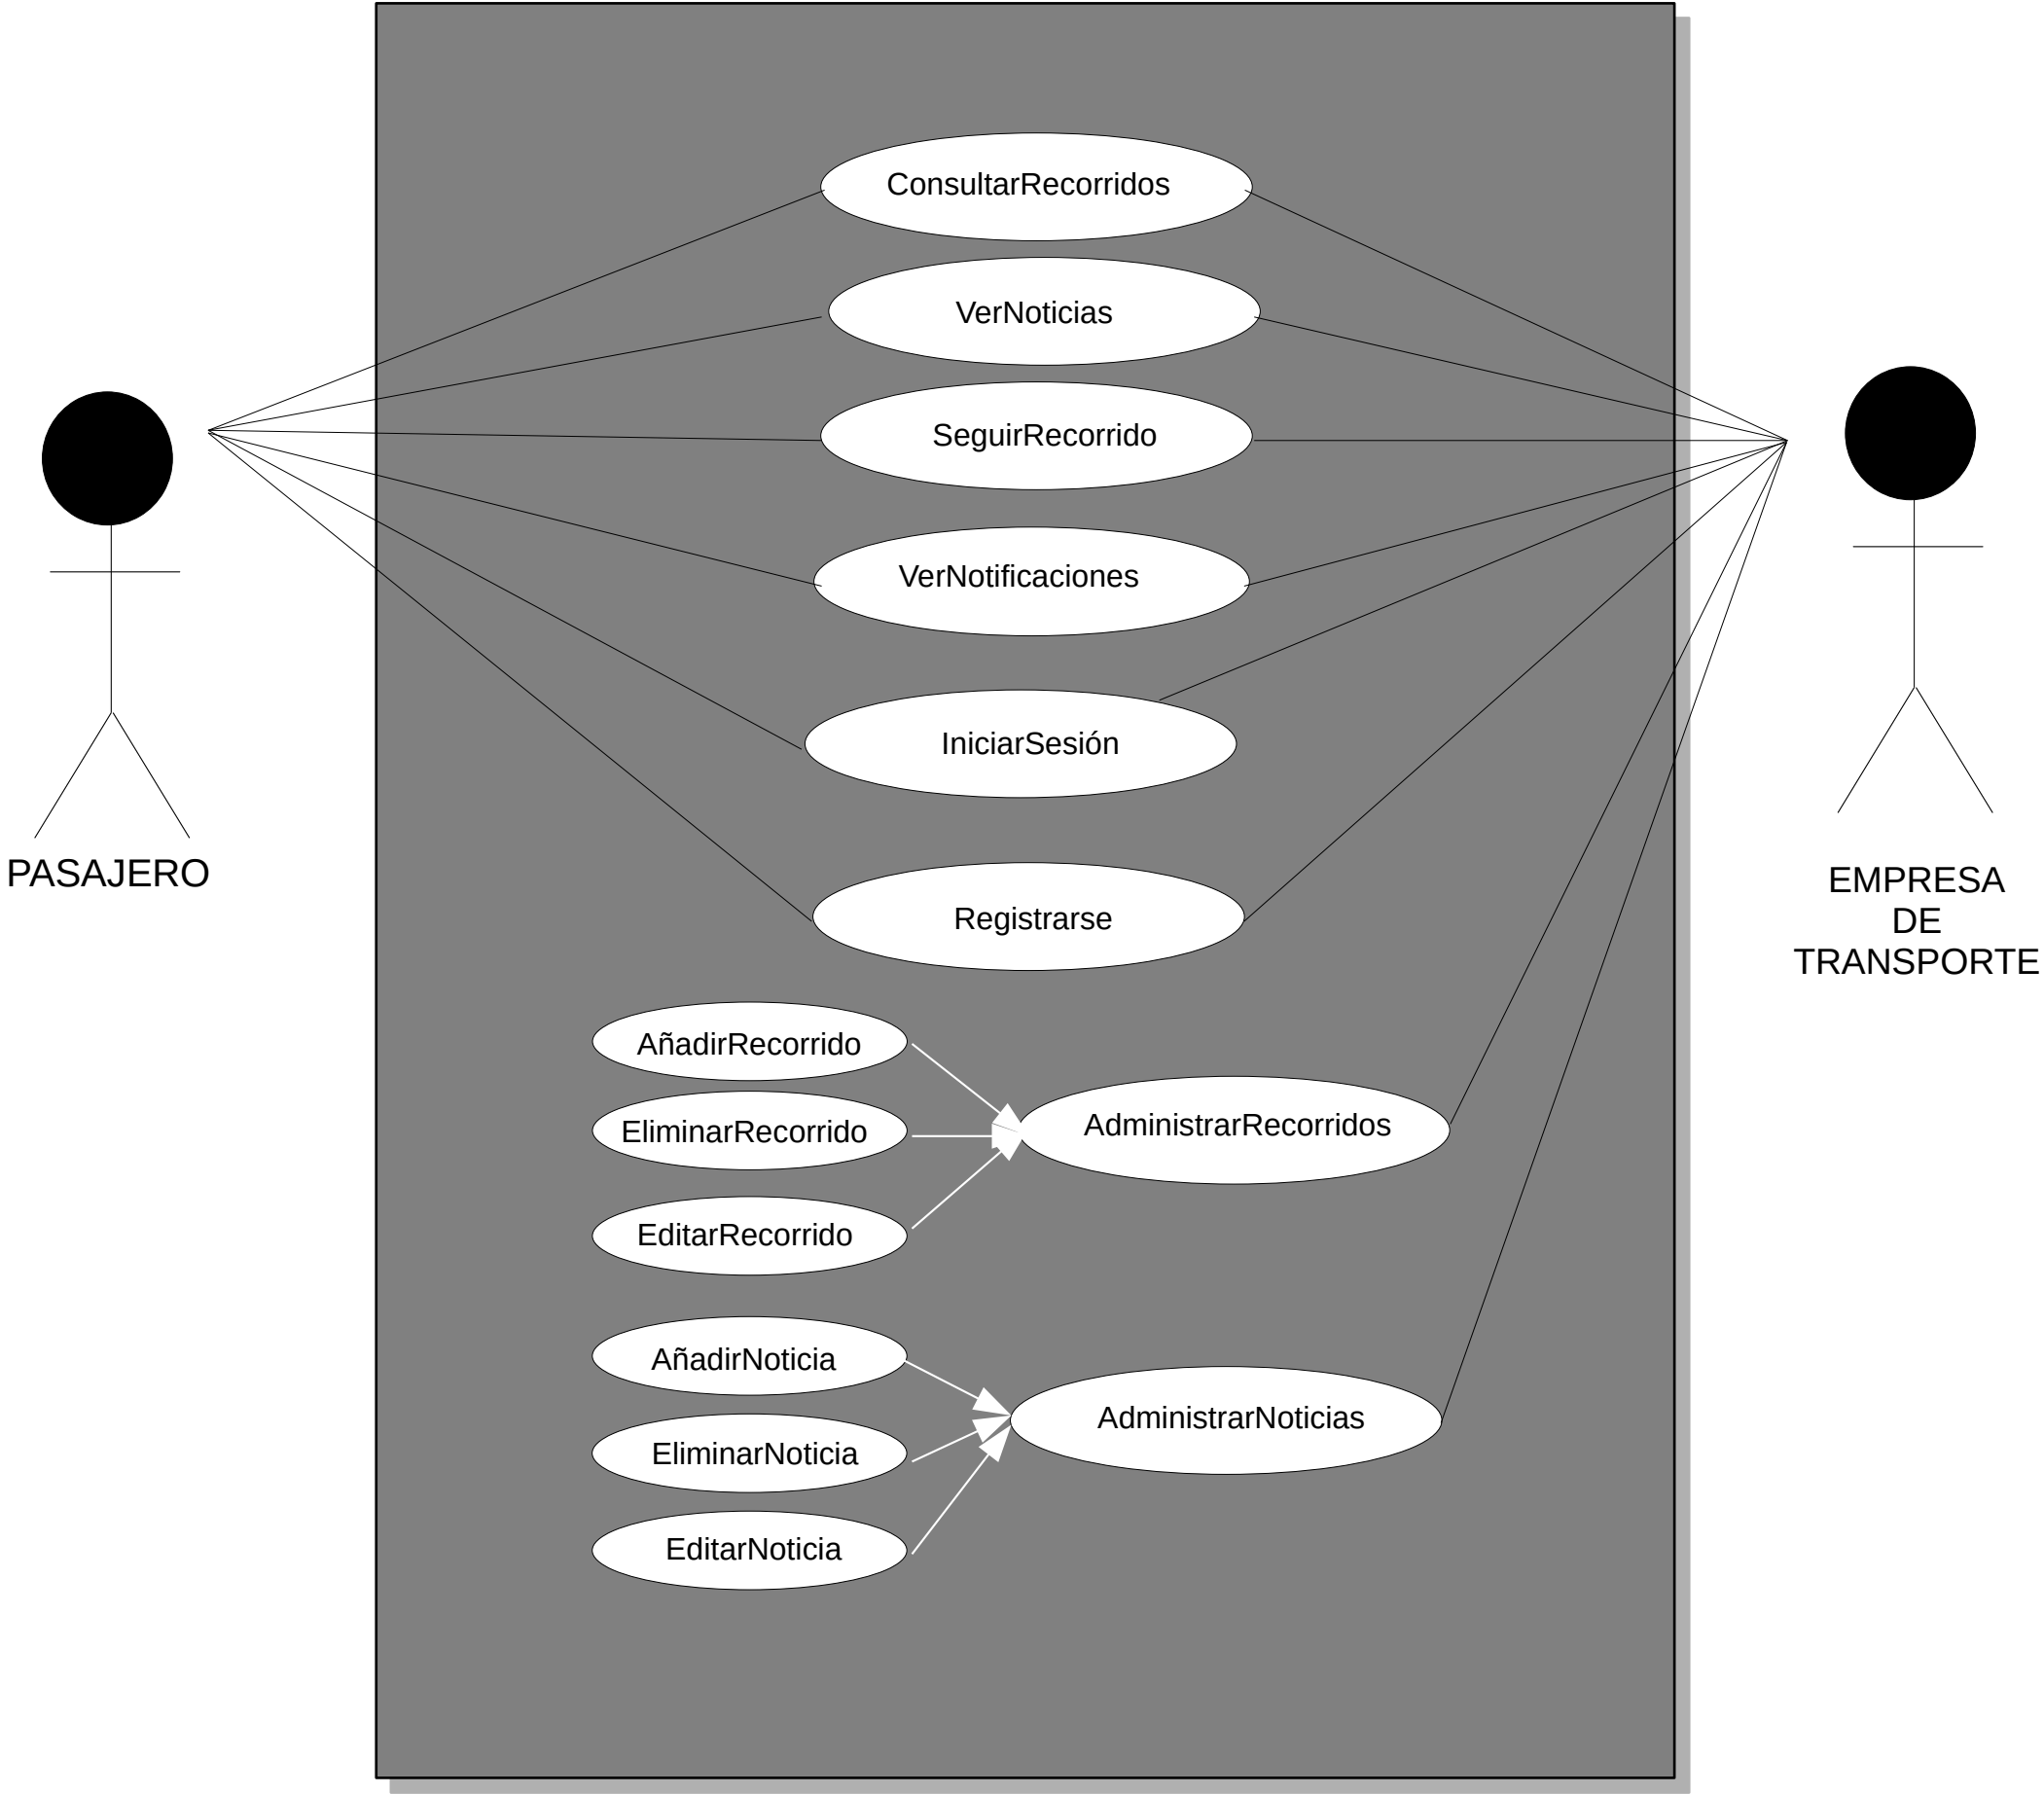 ConsultarRecorridos
VerNoticias
SeguirRecorrido
VerNotificaciones
IniciarSesión
PASAJERO
EMPRESA
DE
TRANSPORTE
Registrarse
AñadirRecorrido
EliminarRecorrido
AdministrarRecorridos
EditarRecorrido
AñadirNoticia
AdministrarNoticias
EliminarNoticia
EditarNoticia